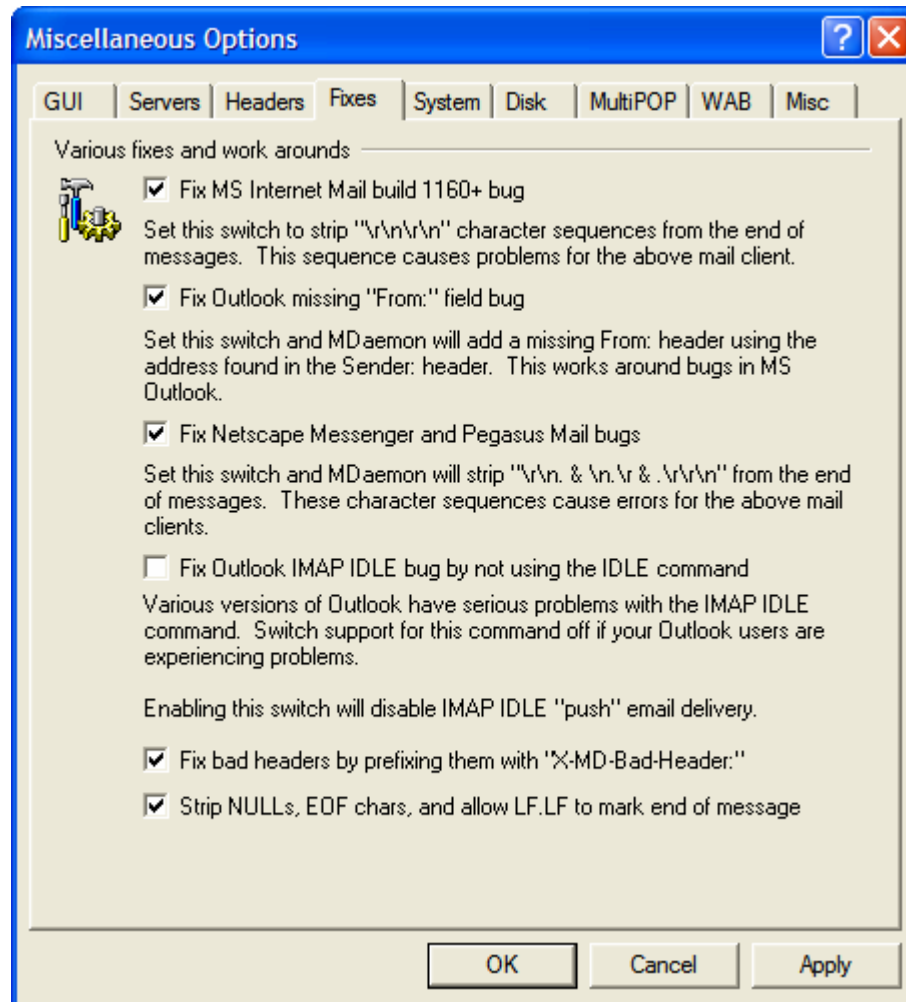 Miscellaneous Options
GUI Servers Headers Fixes System Disk MultiPOP WAB Misc
Various fixes and work arounds
Fix MS Internet Mail build 1160+ bug
Set this switch to strip "\r\n\r\n" character sequences from the end of
messages.  This sequence causes problems for the above mail client.
Fix Outlook missing "From:" field bug
Set this switch and MDaemon will add a missing From: header using the
address found in the Sender: header.  This works around bugs in MS
Outlook.
Fix Netscape Messenger and Pegasus Mail bugs
Set this switch and MDaemon will strip "\r\n. & \n.\r & .\r\r\n" from the end
of messages.  These character sequences cause errors for the above mail
clients.
Fix Outlook IMAP IDLE bug by not using the IDLE command
Various versions of Outlook have serious problems with the IMAP IDLE
command.  Switch support for this command off if your Outlook users are
experiencing problems.
Enabling this switch will disable IMAP IDLE "push" email delivery.
Fix bad headers by prefixing them with "X-MD-Bad-Header:"
Strip NULLs, EOF chars, and allow LF.LF to mark end of message
OK Cancel Apply